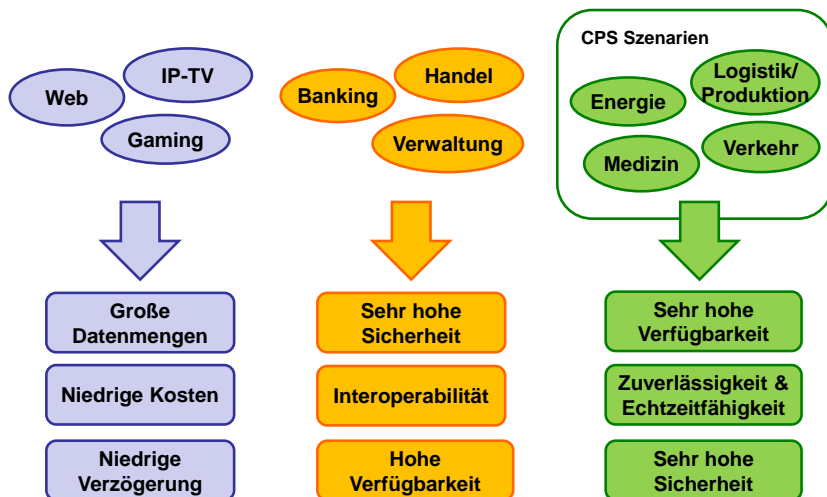 IP-TV
Web
Gaming
Handel
Banking
Verwaltung
CPS Szenarien
Logistik/
Produktion
Energie
Verkehr
Medizin
Große
Datenmengen
Niedrige Kosten
Niedrige
Verzögerung
Sehr hohe
Sicherheit
Interoperabilität
Hohe
Verfügbarkeit
Sehr hohe
Verfügbarkeit
Zuverlässigkeit &
Echtzeitfähigkeit
Sehr hohe
Sicherheit